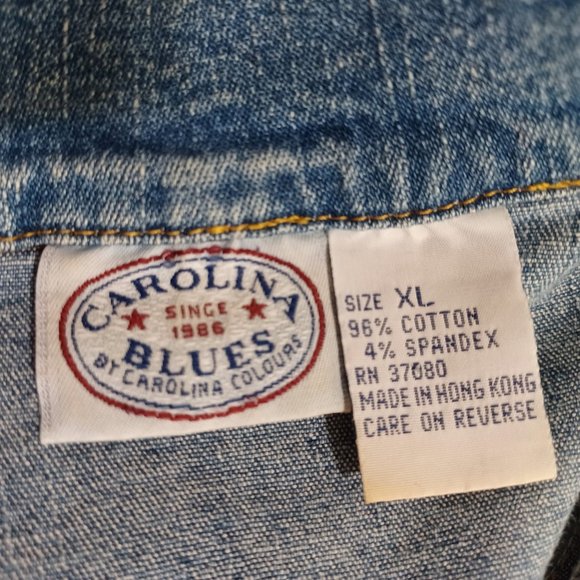 CAROLINA
SINCE
1986
BLUES
BY CAROLINA COLOURS
SIZE XL
96% COTTON
4% SPANDEX
RN 37080
MADE IN HONG KONG
CARE ON REVERSE